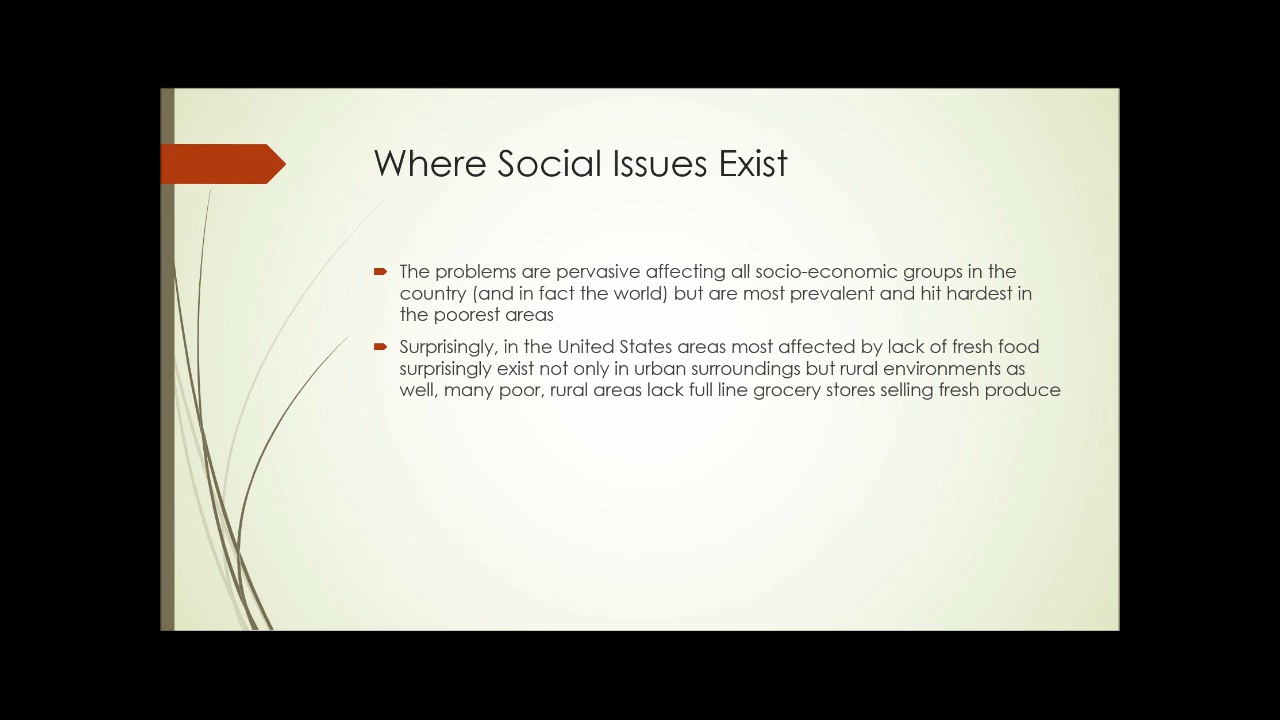 Where Social Issues Exist
The problems are pervasive affecting all socio-economic groups in the
country (and in fact the world) but are most prevalent and hit hardest in
the poorest areas
Surprisingly, in the United States areas most affected by lack of fresh food
surprisingly exist not only in urban surroundings but rural environments as
well, many poor, rural areas lack full line grocery stores selling fresh produce